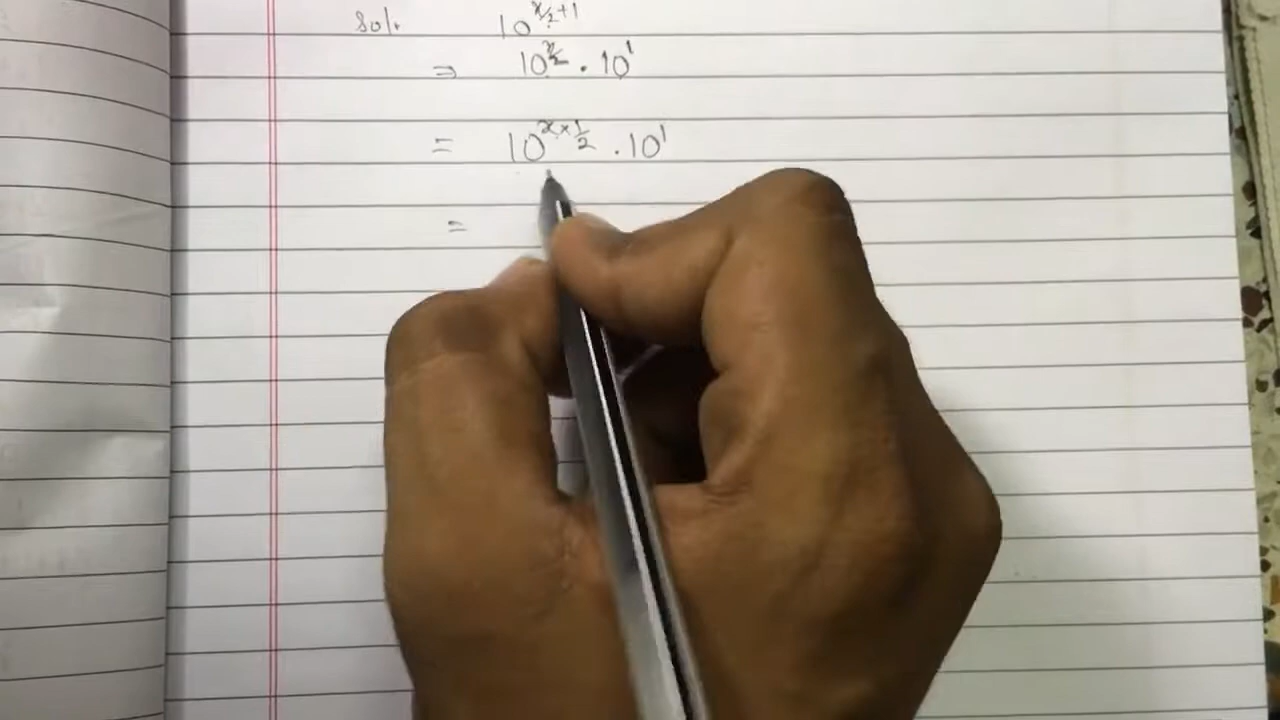 Sol. 10^{x/2+1}
⇒ 10^{x/2} . 10^1
= 10^{x×1/2} . 10^1
=